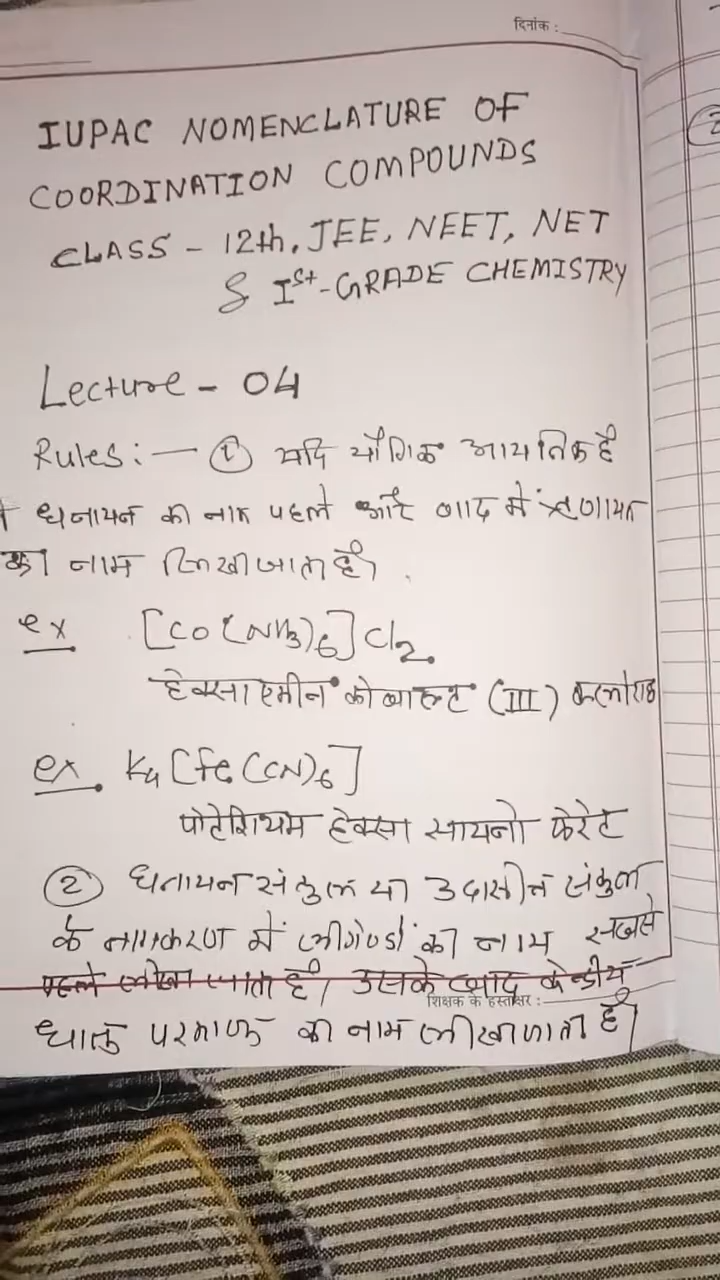 दिनांक :
IUPAC NOMENCLATURE OF
COORDINATION COMPOUNDS
CLASS - 12th, JEE, NEET, NET
& Ist-GRADE CHEMISTRY
Lecture - 04
Rules:— ① यदि यौगिक आयतिक है
धनायन का नाम पहले और बाद में ऋणायन
का नाम लिखा जाता है।
ex [CO(NH3)6]Cl2.
हेक्सा एमीन कोबाल्ट (III) क्लोराइड
ex. K4[Fe(CN)6]
पोटेशियम हेक्सा सायनो फेरेट
② धनायन संकुल या उदासीन संकुल
के नामकरण में लीगेण्डों का नाम सबसे
पहले लीखा जाता है। उसके बाद केन्द्रीय
शिक्षक के हस्ताक्षर :
धातु परमाणु का नाम लीखा जाता है।